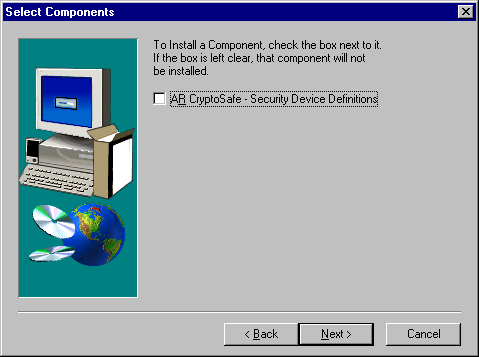 Select Components
To Install a Component, check the box next to it.
If the box is left clear, that component will not
be installed.
AR CryptoSafe - Security Device Definitions
< Back
Next >
Cancel